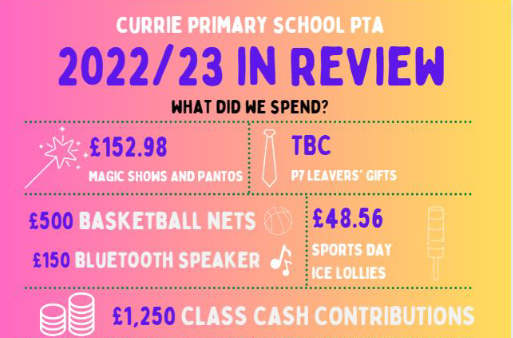 CURRIE PRIMARY SCHOOL PTA
2022/23 IN REVIEW
WHAT DID WE SPEND?
£152.98
MAGIC SHOWS AND PANTOS
TBC
P7 LEAVERS' GIFTS
£500 BASKETBALL NETS
£150 BLUETOOTH SPEAKER
£48.56
SPORTS DAY
ICE LOLLIES
£1,250 CLASS CASH CONTRIBUTIONS